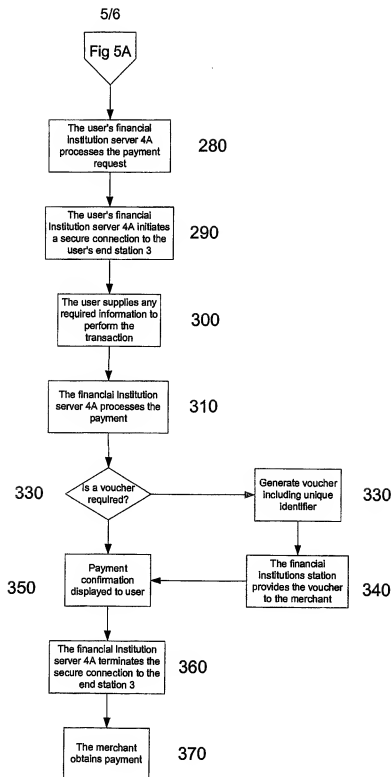 5/6
Fig 5A
The user's financial
Institution server 4A
processes the payment
request
280
The user's financial
Institution server 4A initiates
a secure connection to the
user's end station 3
290
The user supplies any
required information to
perform the
transaction
300
The financial Institution
server 4A processes the
payment
310
330
Is a voucher
required?
Generate voucher
including unique
identifier
330
350
Payment
confirmation
displayed to user
The financial
institutions station
provides the voucher
to the merchant
340
The financial Institution
server 4A terminates the
secure connection to the
end station 3
360
The merchant
obtains payment
370